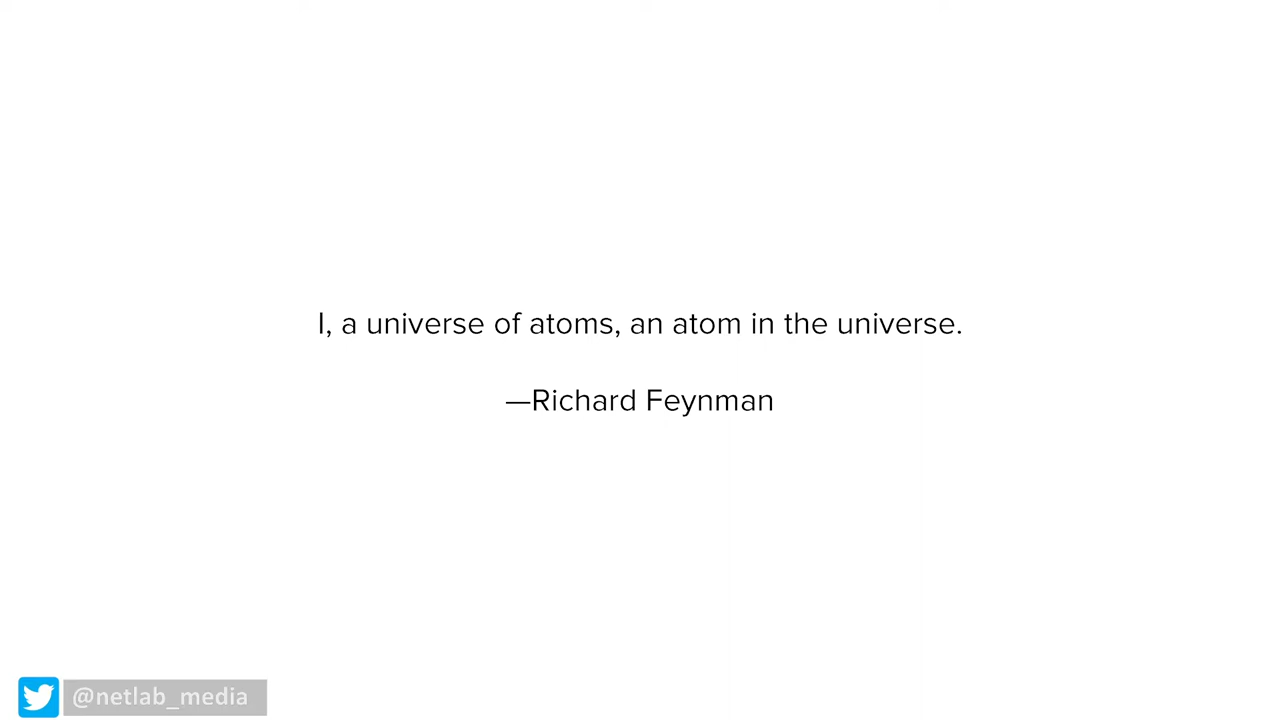 I, a universe of atoms, an atom in the universe.
—Richard Feynman
@netlab_media